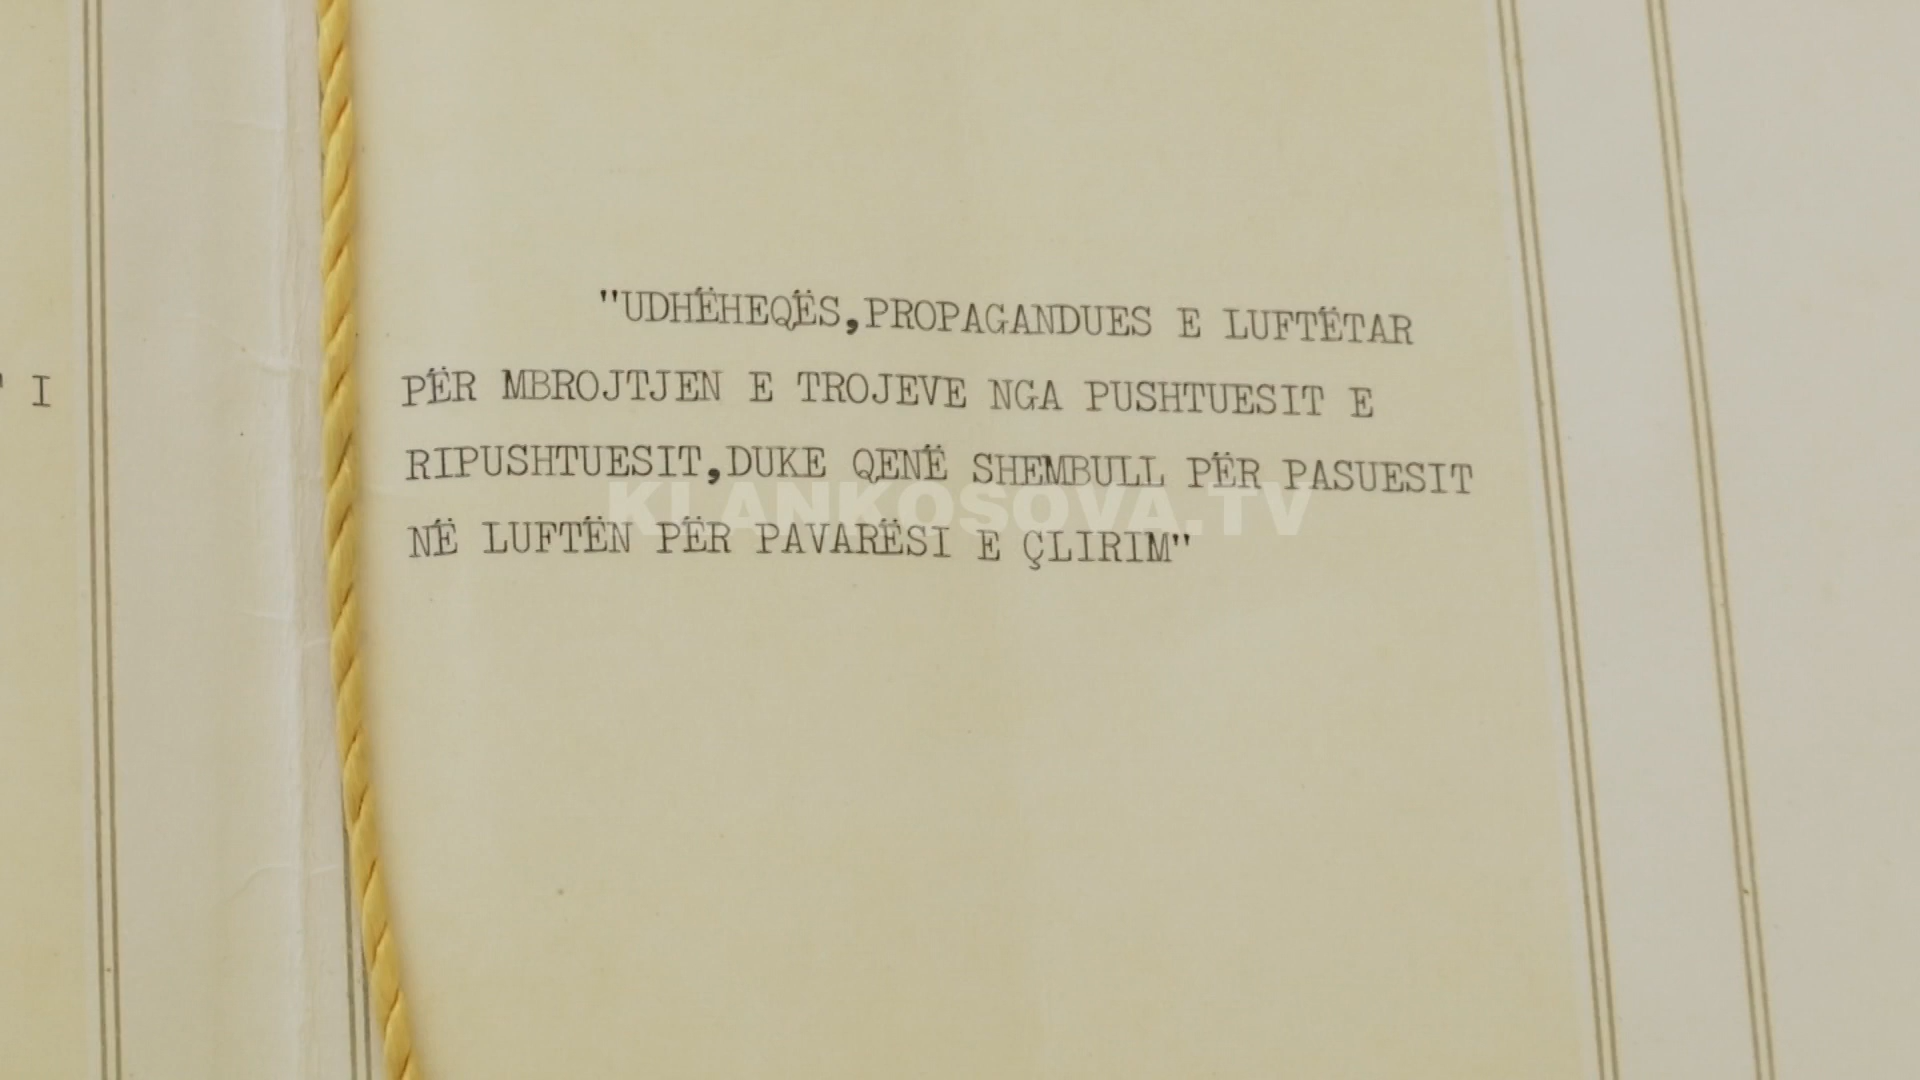 "UDHËHEQËS,PROPAGANDUES E LUFTËTAR
PËR MBROJTJEN E TROJEVE NGA PUSHTUESIT E
RIPUSHTUESIT,DUKE QENË SHEMBULL PËR PASUESIT
NË LUFTËN PËR PAVARËSI E ÇLIRIM"
I
KLANKOSOVA.TV